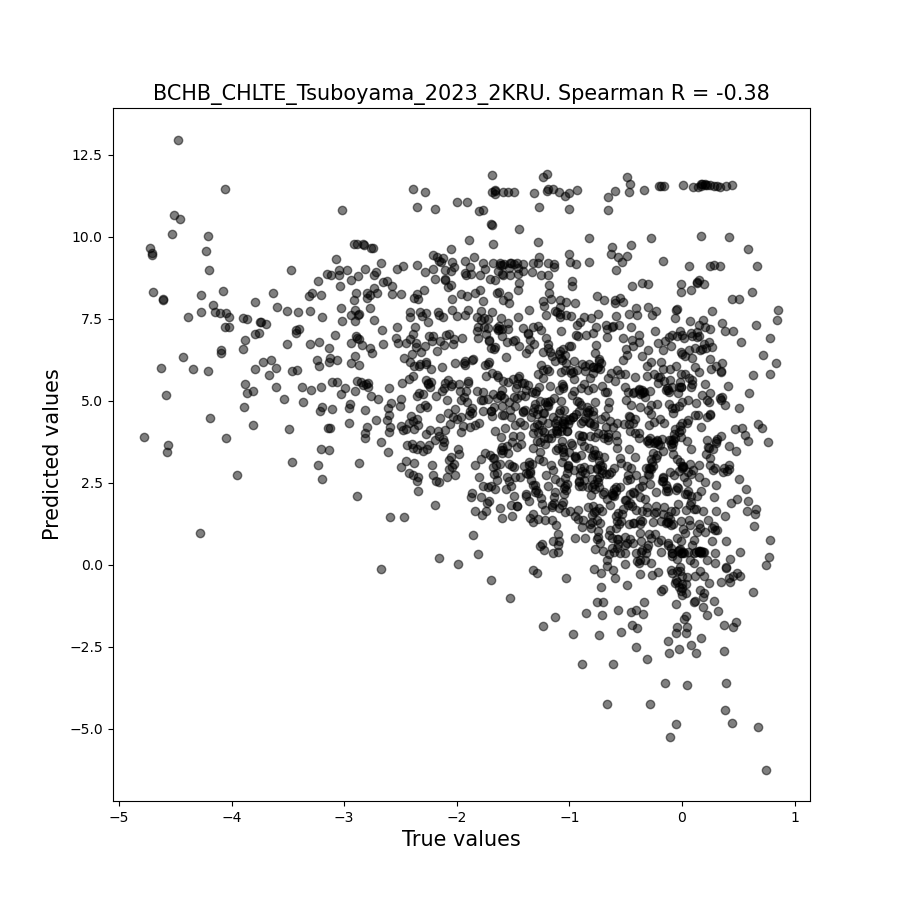 BCHB_CHLTE_Tsuboyama_2023_2KRU. Spearman R = -0.38
12.5
10.0
7.5
5.0
2.5
0.0
−2.5
−5.0
Predicted values
−5 −4 −3 −2 −1 0 1
True values